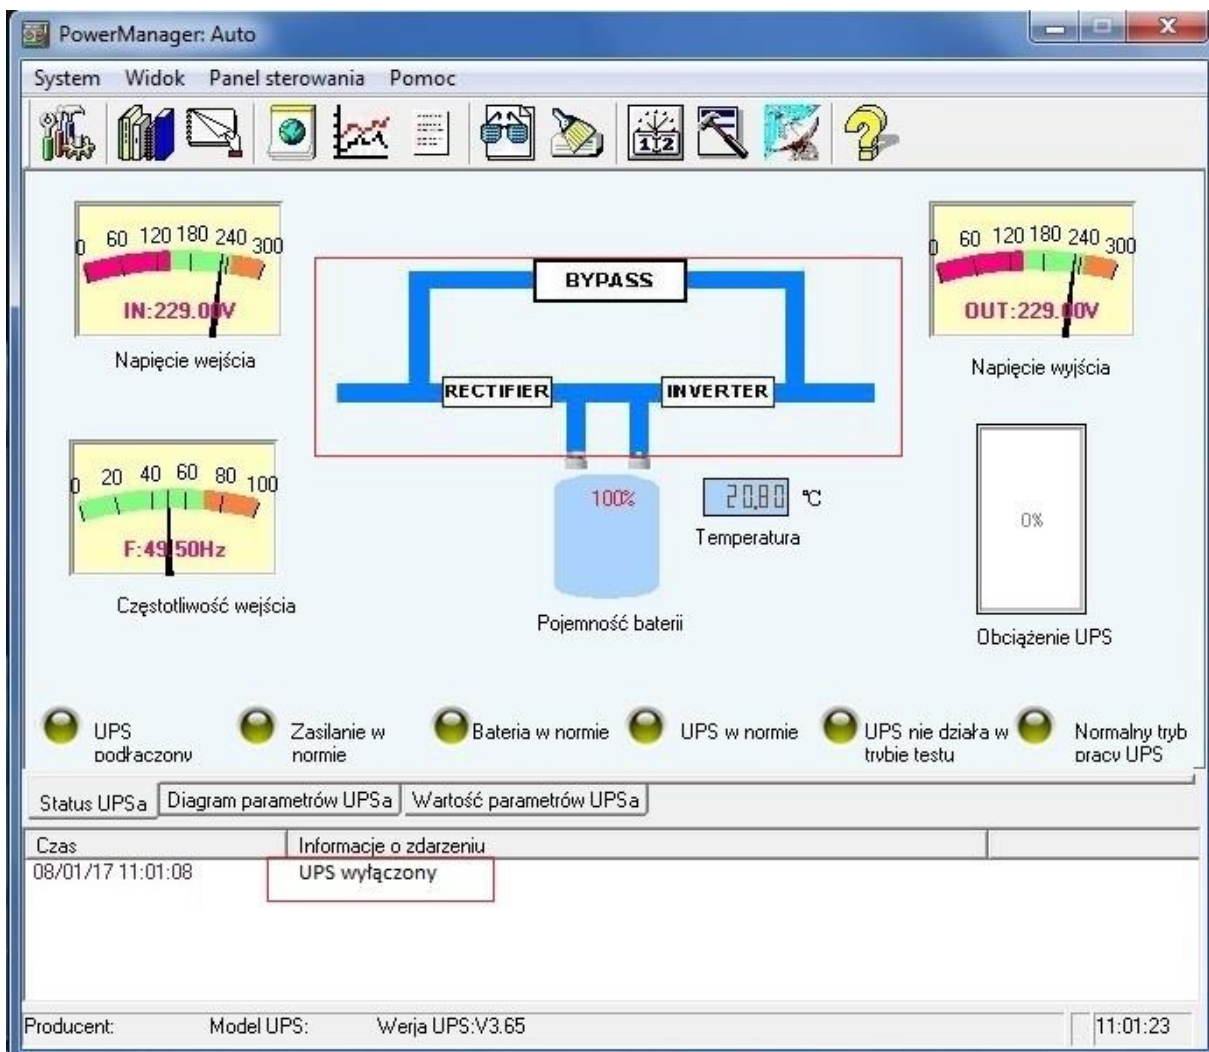 PowerManager: Auto
System Widok Panel sterowania Pomoc
0 60 120 180 240 300
IN:229.00V
Napięcie wejścia
BYPASS
RECTIFIER
INVERTER
0 60 120 180 240 300
OUT:229.00V
Napięcie wyjścia
0 20 40 60 80 100
F:49.50Hz
Częstotliwość wejścia
100%
Pojemność baterii
20.80 °C
Temperatura
0%
Obciążenie UPS
UPS
podłączony
Zasilanie w
normie
Bateria w normie
UPS w normie
UPS nie działa w
trybie testu
Normalny tryb
pracy UPS
Status UPSa Diagram parametrów UPSa Wartość parametrów UPSa
Czas Informacje o zdarzeniu
08/01/17 11:01:08 UPS wyłączony
Producent: Model UPS: Werja UPS:V3.65 11:01:23